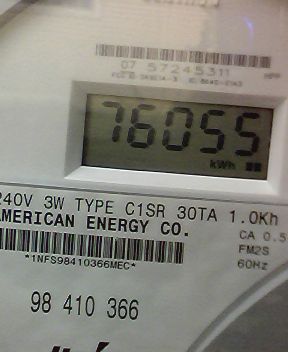 07 57245311 HPP
76055
kWh
240V 3W TYPE C1SR 30TA 1.0Kh
AMERICAN ENERGY CO.
CA 0.5
FM2S
60Hz
*1NFS98410366MEC*
98 410 366